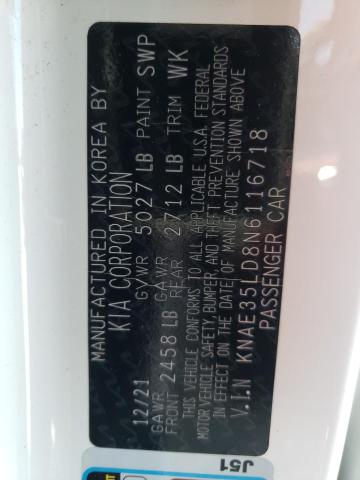 MANUFACTURED IN KOREA BY
KIA CORPORATION
12/21 GVWR 5027 LB PAINT SWP
GAWR FRONT 2458 LB GAWR REAR 2712 LB TRIM WK
THIS VEHICLE CONFORMS TO ALL APPLICABLE U.S.A. FEDERAL
MOTOR VEHICLE SAFETY, BUMPER, AND THEFT PREVENTION STANDARDS
IN EFFECT ON THE DATE OF MANUFACTURE SHOWN ABOVE
V.I.N KNAE35LD8N6116718
PASSENGER CAR
J51